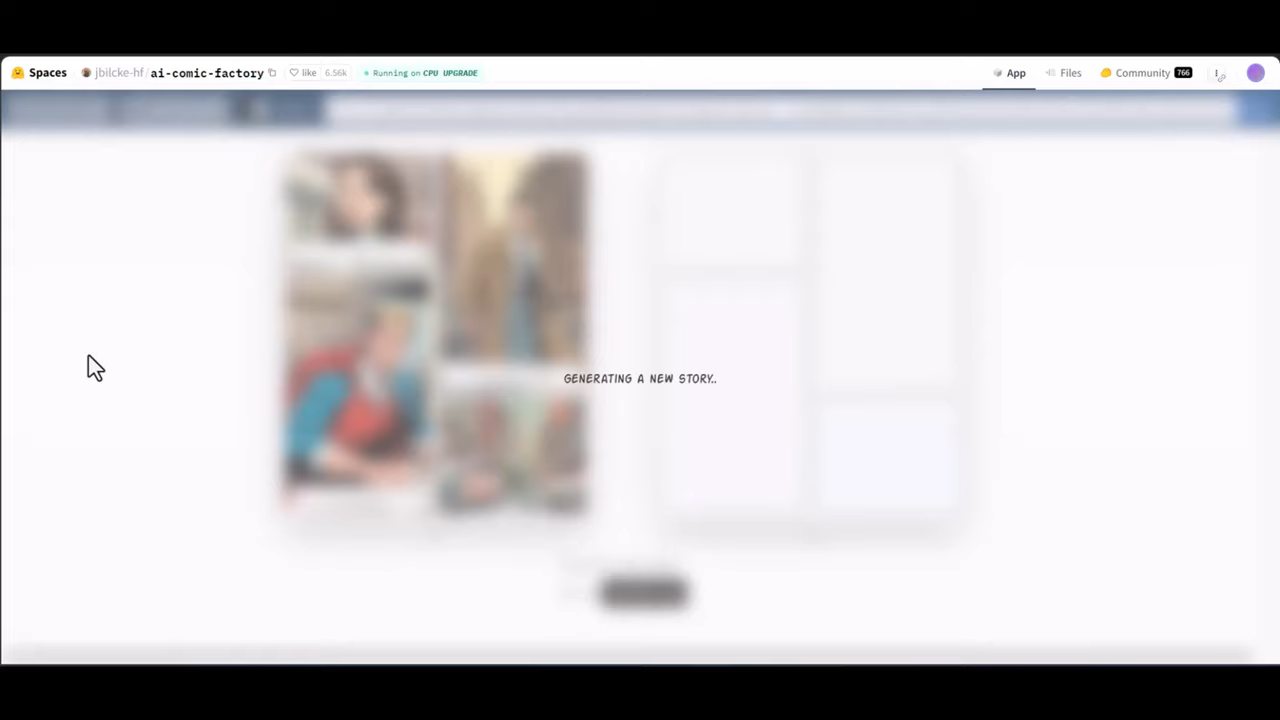 Spaces jbilcke-hf/ai-comic-factory like 6.56k Running on CPU UPGRADE App Files Community 766
GENERATING A NEW STORY..